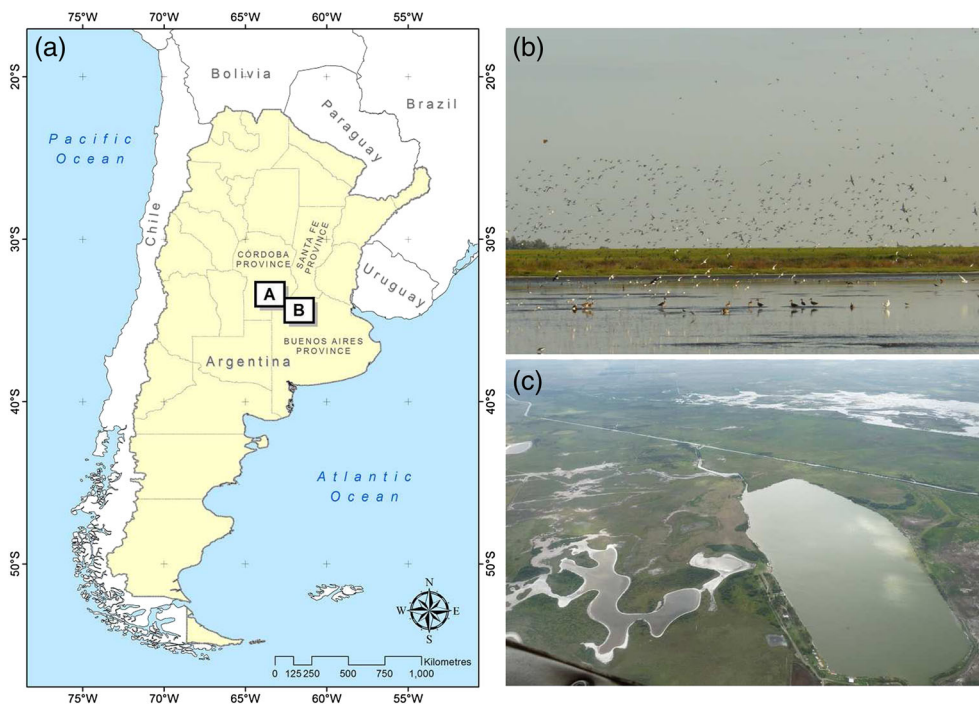 (a)
75°W 70°W 65°W 60°W 55°W
20°S
30°S
40°S
50°S
20°S
30°S
40°S
50°S
Bolivia
Brazil
Paraguay
Pacific
Ocean
Chile
SANTA FE
PROVINCE
CÓRDOBA
PROVINCE
Uruguay
A
B
BUENOS AIRES
PROVINCE
Argentina
Atlantic
Ocean
N
W E
S
Kilometres
0 125 250 500 750 1,000
75°W 70°W 65°W 60°W 55°W
(b)
(c)